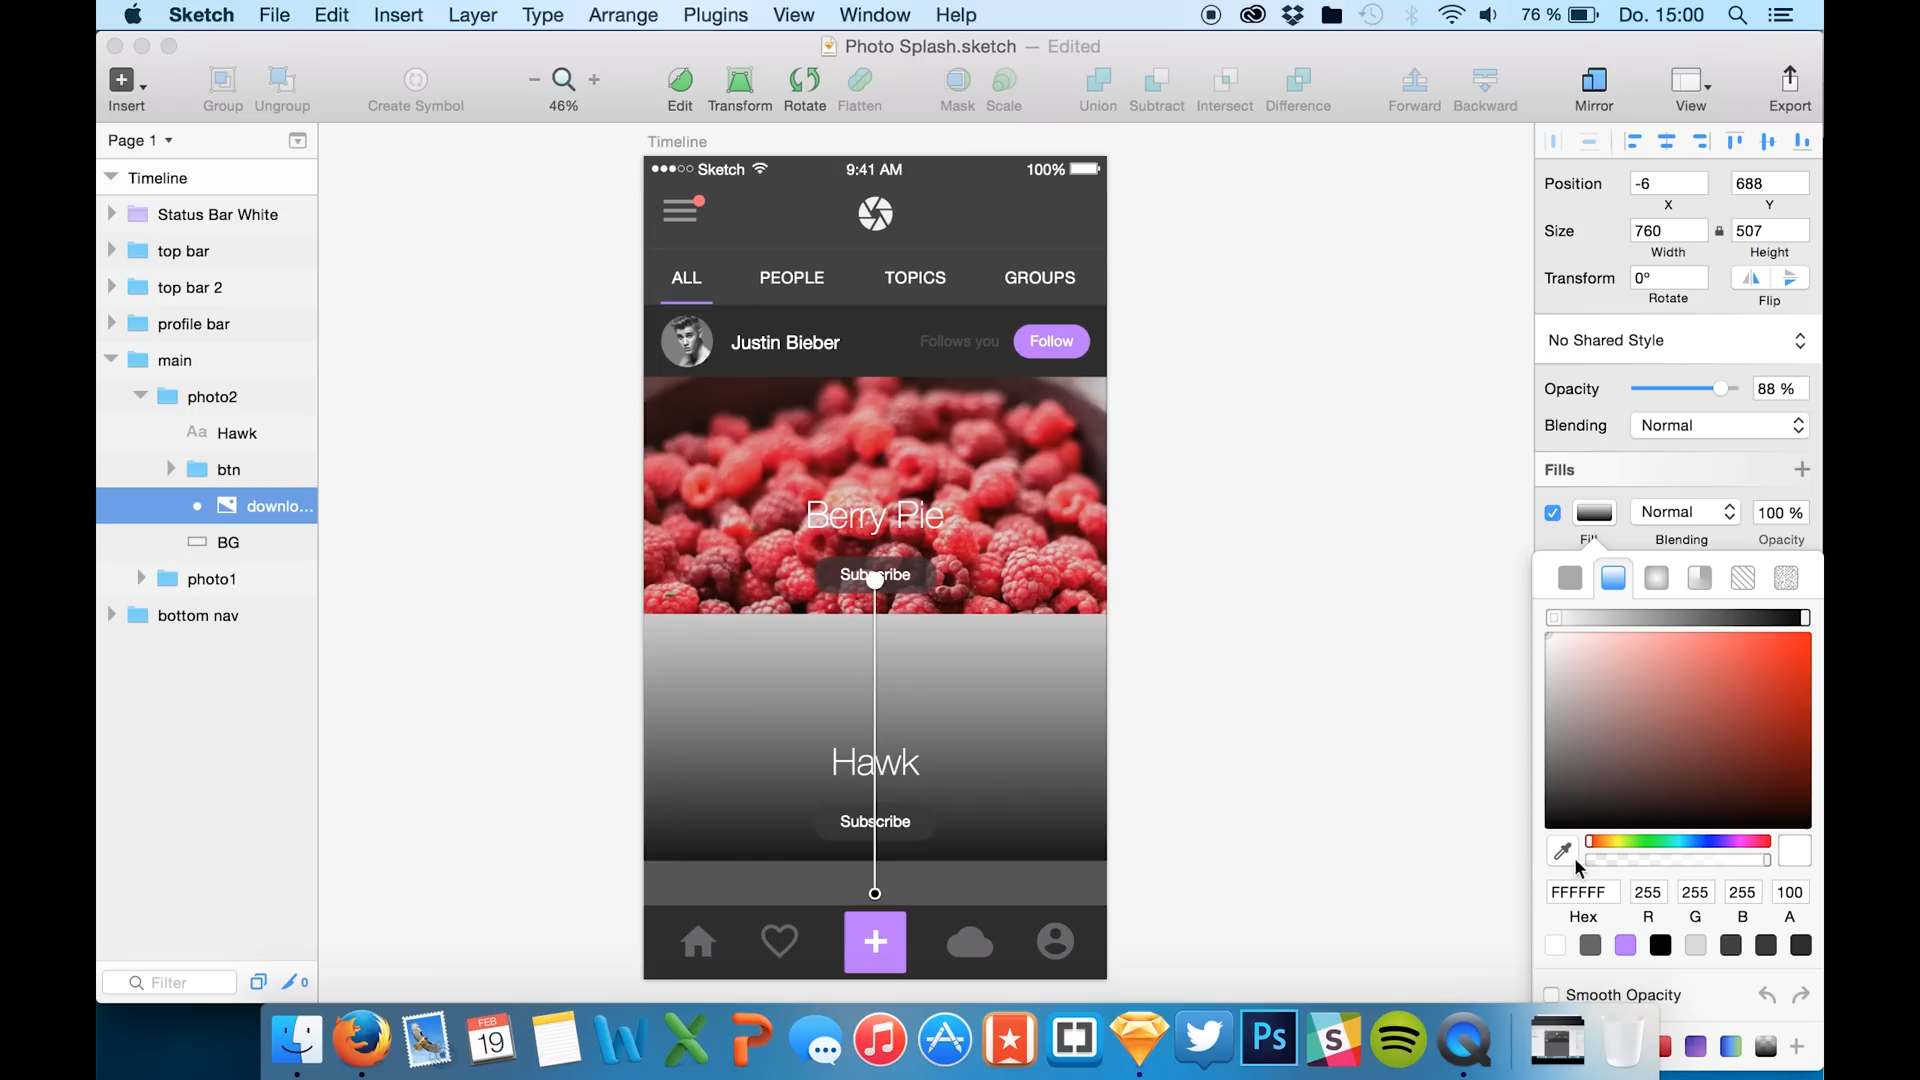 Sketch File Edit Insert Layer Type Arrange Plugins View Window Help 76 % Do. 15:00
Photo Splash.sketch — Edited
Insert Group Ungroup Create Symbol 46% Edit Transform Rotate Flatten Mask Scale Union Subtract Intersect Difference Forward Backward Mirror View Export
Page 1
Timeline
Status Bar White
top bar
top bar 2
profile bar
main
photo2
Aa Hawk
btn
downlo...
BG
photo1
bottom nav
Filter 0
Timeline
Sketch 9:41 AM 100%
ALL PEOPLE TOPICS GROUPS
Justin Bieber Follows you Follow
Berry Pie
Subscribe
Hawk
Subscribe
Position -6 688
X Y
Size 760 507
Width Height
Transform 0°
Rotate Flip
No Shared Style
Opacity 88 %
Blending Normal
Fills
Normal 100 %
Fill Blending Opacity
FFFFFF 255 255 255 100
Hex R G B A
Smooth Opacity
FEB
19
W X P Ps S